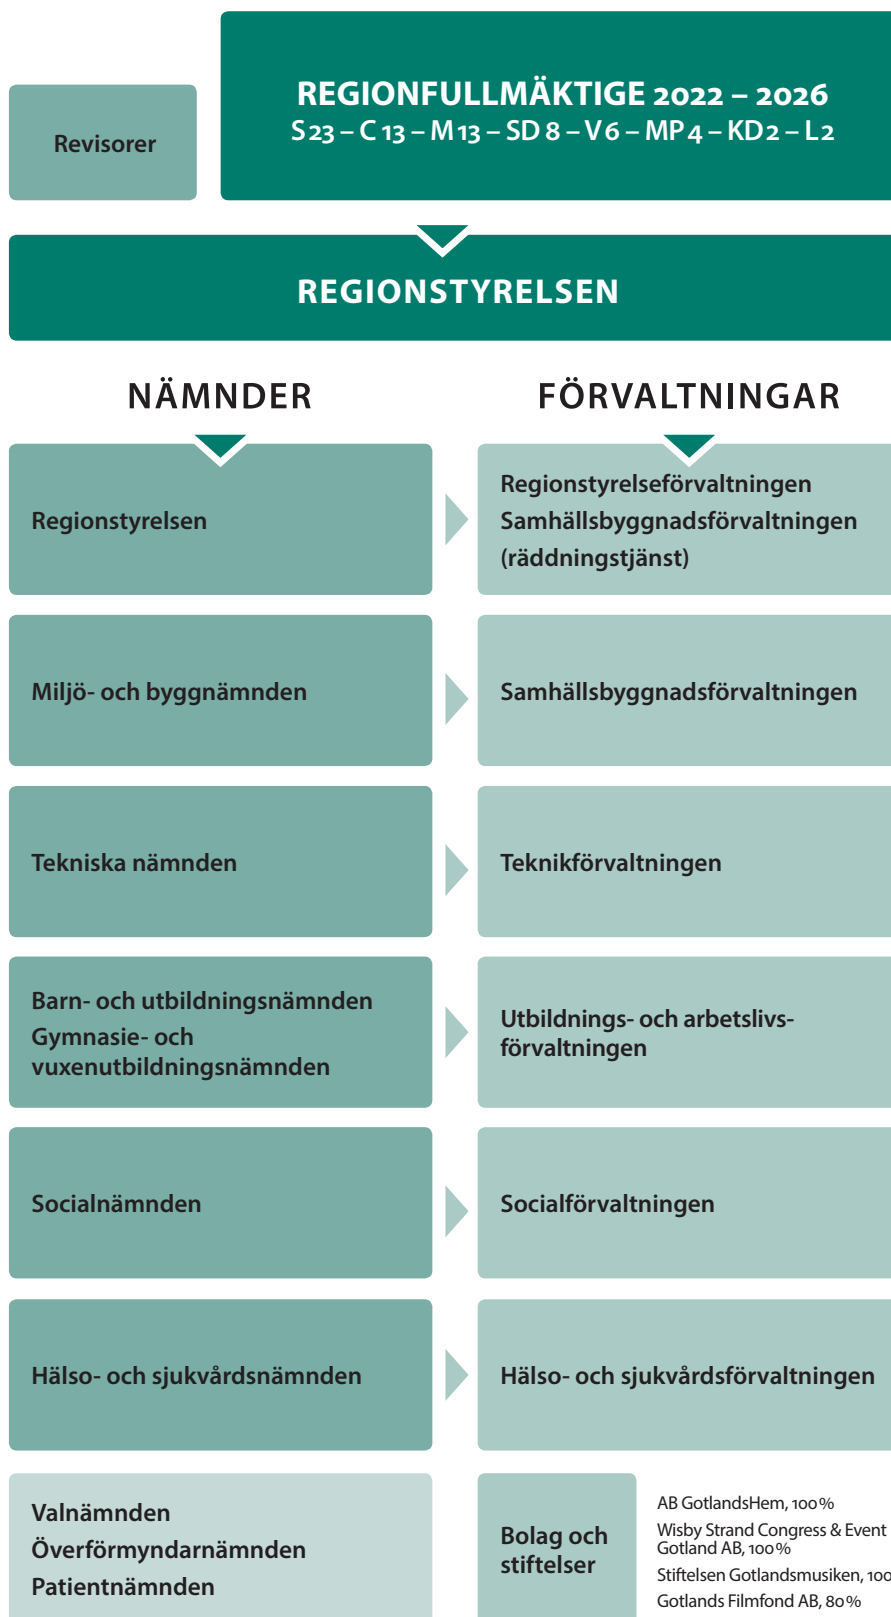 Revisorer
REGIONFULLMÄKTIGE 2022 – 2026
S 23 – C 13 – M 13 – SD 8 – V 6 – MP 4 – KD 2 – L 2
REGIONSTYRELSEN
NÄMNDER
FÖRVALTNINGAR
Regionstyrelsen
Regionstyrelseförvaltningen
Samhällsbyggnadsförvaltningen
(räddningstjänst)
Miljö- och byggnämnden
Samhällsbyggnadsförvaltningen
Tekniska nämnden
Teknikförvaltningen
Barn- och utbildningsnämnden
Gymnasie- och
vuxenutbildningsnämnden
Utbildnings- och arbetslivs-
förvaltningen
Socialnämnden
Socialförvaltningen
Hälso- och sjukvårdsnämnden
Hälso- och sjukvårdsförvaltningen
Valnämnden
Överförmyndarnämnden
Patientnämnden
Bolag och
stiftelser
AB GotlandsHem, 100 %
Wisby Strand Congress & Event
Gotland AB, 100 %
Stiftelsen Gotlandsmusiken, 100
Gotlands Filmfond AB, 80 %